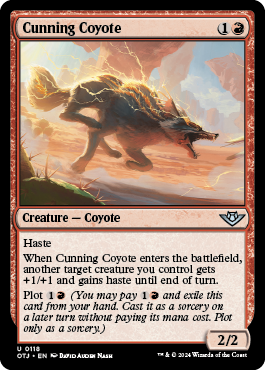 Cunning Coyote 1
Creature — Coyote
Haste
When Cunning Coyote enters the battlefield,
another target creature you control gets
+1/+1 and gains haste until end of turn.
Plot 1 (You may pay 1 and exile
this card from your hand. Cast it as a sorcery on
a later turn without paying its mana cost. Plot
only as a sorcery.)
2/2
U 0118
OTJ • EN David Auden Nash
™ & © 2024 Wizards of the Coast